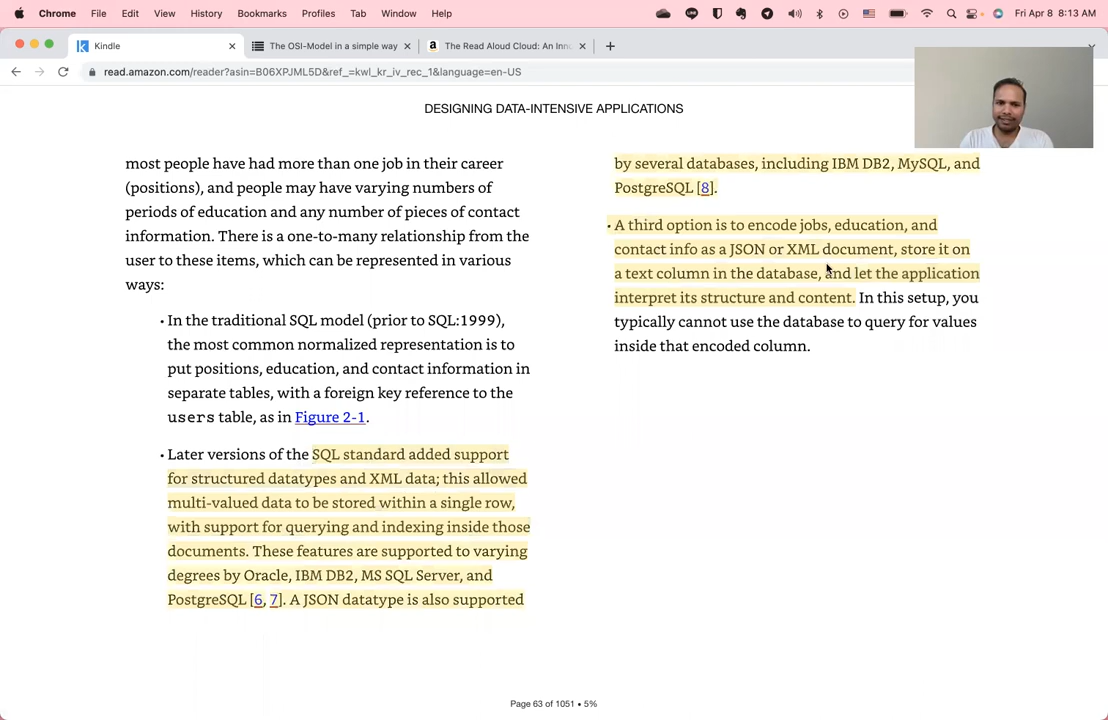 Chrome File Edit View History Bookmarks Profiles Tab Window Help Fri Apr 8 8:13 AM
Kindle The OSI-Model in a simple way The Read Aloud Cloud: An Inn
read.amazon.com/reader?asin=B06XPJML5D&ref_=kwl_kr_iv_rec_1&language=en-US
DESIGNING DATA-INTENSIVE APPLICATIONS
most people have had more than one job in their career
(positions), and people may have varying numbers of
periods of education and any number of pieces of contact
information. There is a one-to-many relationship from the
user to these items, which can be represented in various
ways:
• In the traditional SQL model (prior to SQL:1999),
the most common normalized representation is to
put positions, education, and contact information in
separate tables, with a foreign key reference to the
users table, as in Figure 2-1.
• Later versions of the SQL standard added support
for structured datatypes and XML data; this allowed
multi-valued data to be stored within a single row,
with support for querying and indexing inside those
documents. These features are supported to varying
degrees by Oracle, IBM DB2, MS SQL Server, and
PostgreSQL [6, 7]. A JSON datatype is also supported
by several databases, including IBM DB2, MySQL, and
PostgreSQL [8].
• A third option is to encode jobs, education, and
contact info as a JSON or XML document, store it on
a text column in the database, and let the application
interpret its structure and content. In this setup, you
typically cannot use the database to query for values
inside that encoded column.
Page 63 of 1051 • 5%